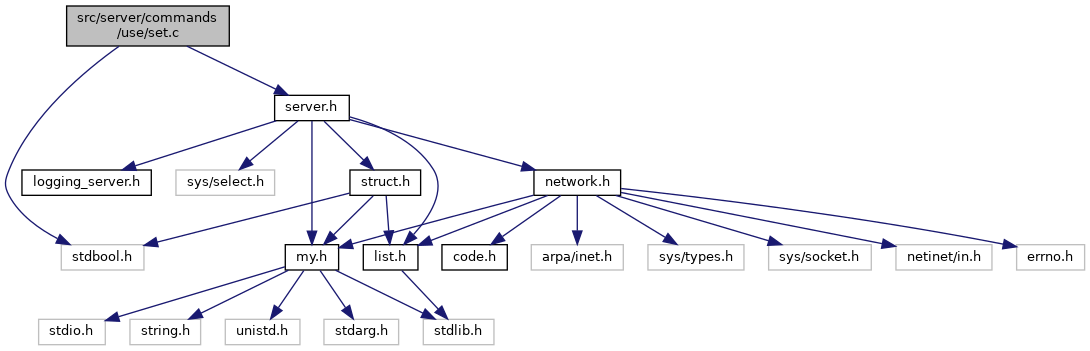 src/server/commands
/use/set.c
server.h
logging_server.h
sys/select.h
struct.h
network.h
stdbool.h
my.h
list.h
code.h
arpa/inet.h
sys/types.h
sys/socket.h
netinet/in.h
errno.h
stdio.h
string.h
unistd.h
stdarg.h
stdlib.h